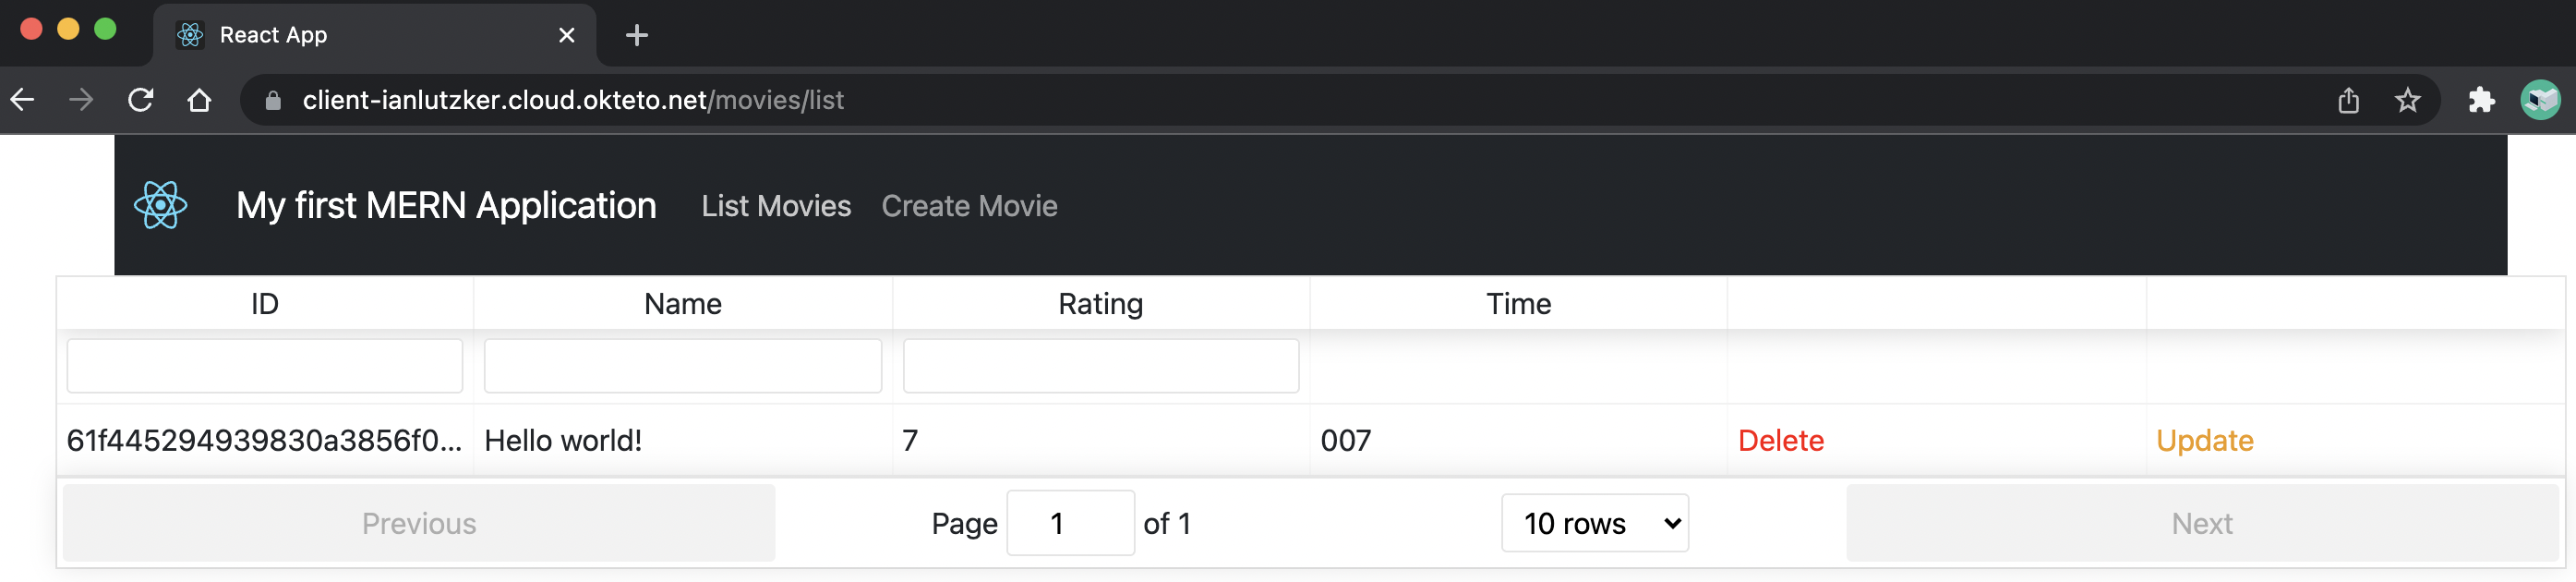 React App
client-ianlutzker.cloud.okteto.net/movies/list
My first MERN Application List Movies Create Movie
ID Name Rating Time
61f445294939830a3856f0... Hello world! 7 007 Delete Update
Previous Page 1 of 1 10 rows Next